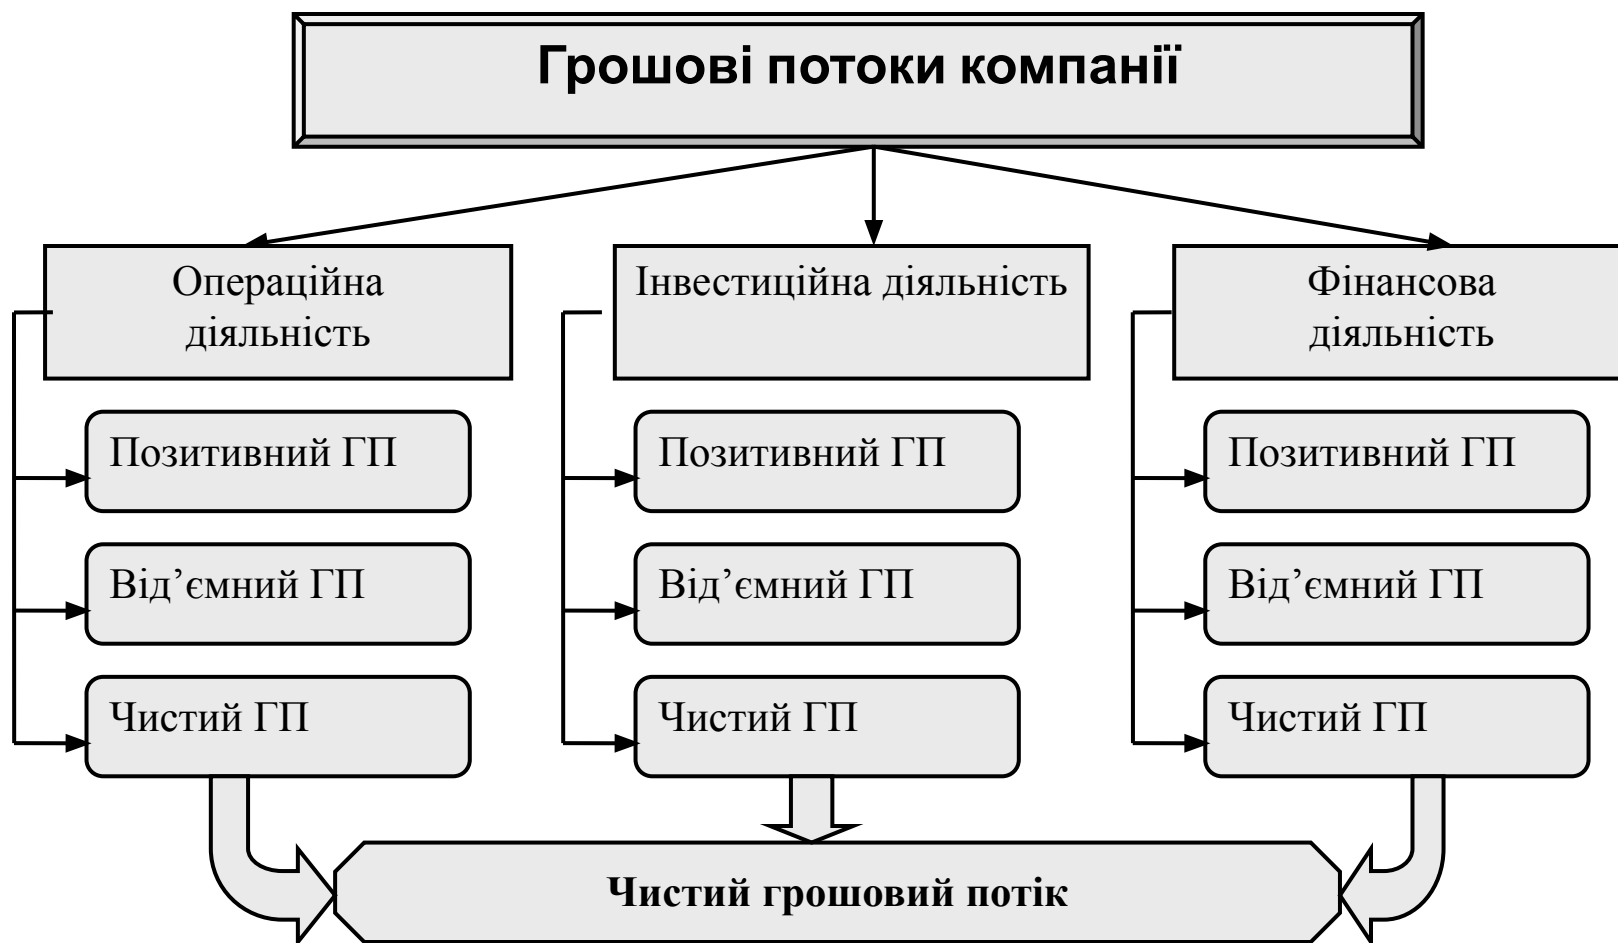 Грошові потоки компанії
Операційна
діяльність
Позитивний ГП
Від’ємний ГП
Чистий ГП
Інвестиційна діяльність
Позитивний ГП
Від’ємний ГП
Чистий ГП
Фінансова
діяльність
Позитивний ГП
Від’ємний ГП
Чистий ГП
Чистий грошовий потік